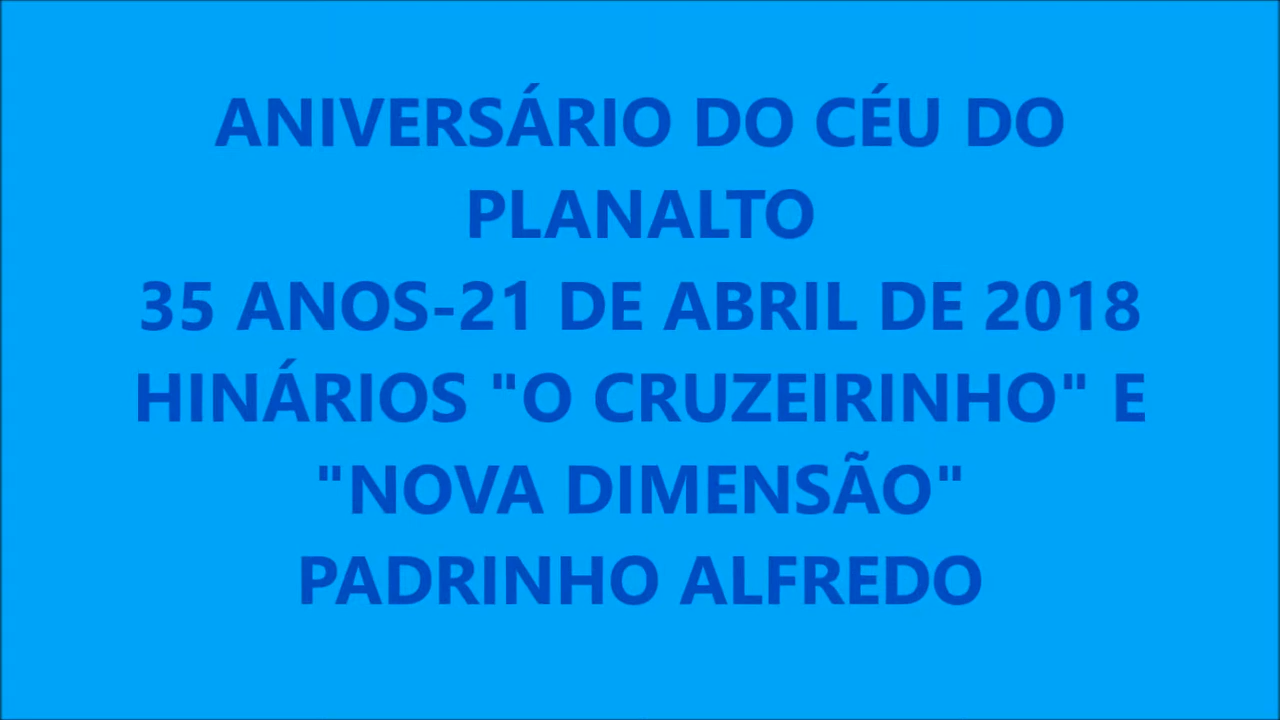 ANIVERSÁRIO DO CÉU DO
PLANALTO
35 ANOS-21 DE ABRIL DE 2018
HINÁRIOS "O CRUZEIRINHO" E
"NOVA DIMENSÃO"
PADRINHO ALFREDO